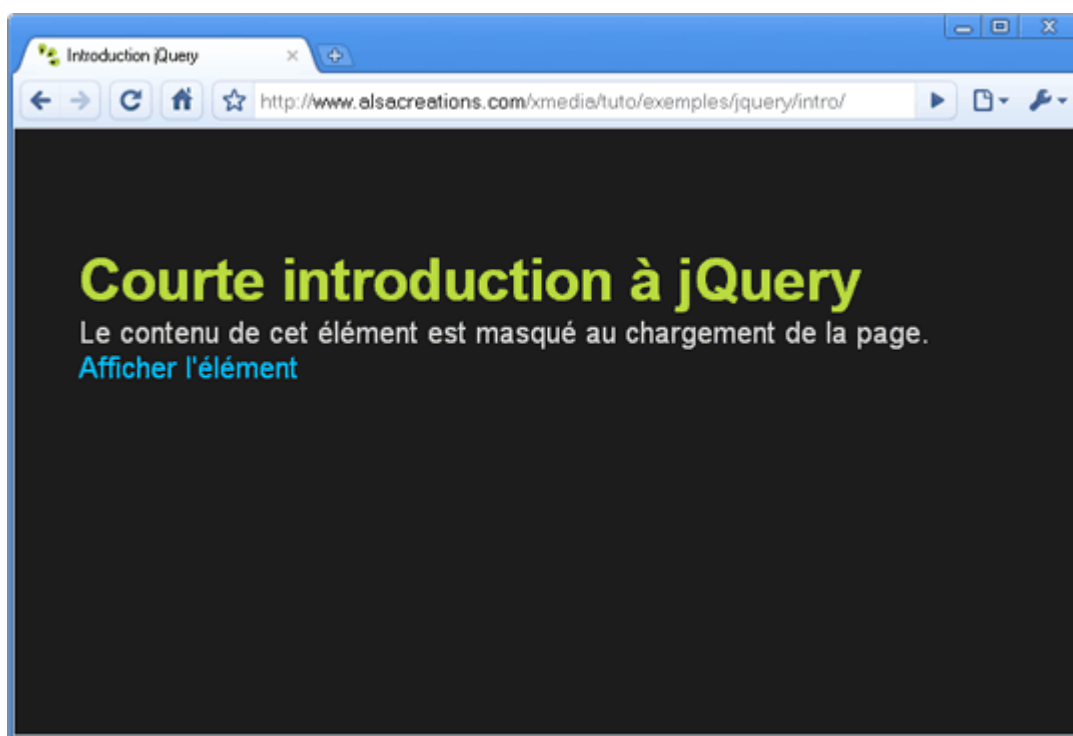 Introduction jQuery
http://www.alsacreations.com/xmedia/tuto/exemples/jquery/intro/
Courte introduction à jQuery
Le contenu de cet élément est masqué au chargement de la page.
Afficher l'élément